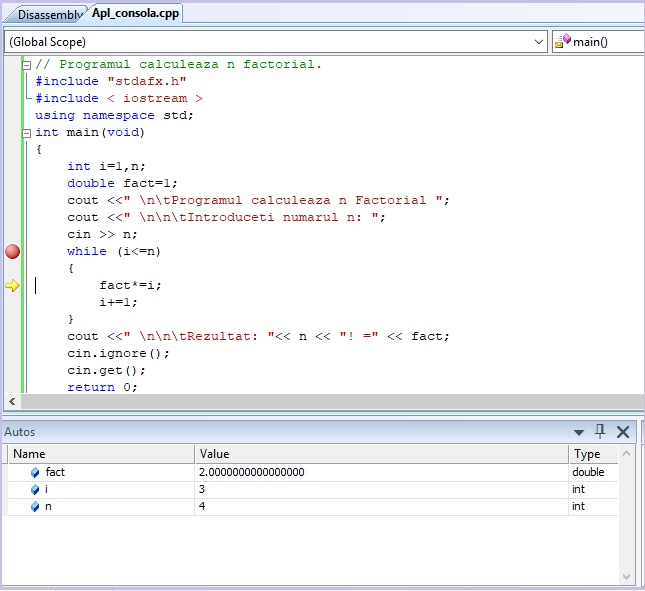 Disassembly Apl_consola.cpp
(Global Scope) main()
// Programul calculeaza n factorial.
#include "stdafx.h"
#include < iostream >
using namespace std;
int main(void)
{
int i=1,n;
double fact=1;
cout <<" \n\tProgramul calculeaza n Factorial ";
cout <<" \n\n\tIntroduceti numarul n: ";
cin >> n;
while (i<=n)
{
fact*=i;
i+=1;
}
cout <<" \n\n\tRezultat: "<< n << "! =" << fact;
cin.ignore();
cin.get();
return 0;
Autos
Name Value Type
fact 2.0000000000000000 double
i 3 int
n 4 int